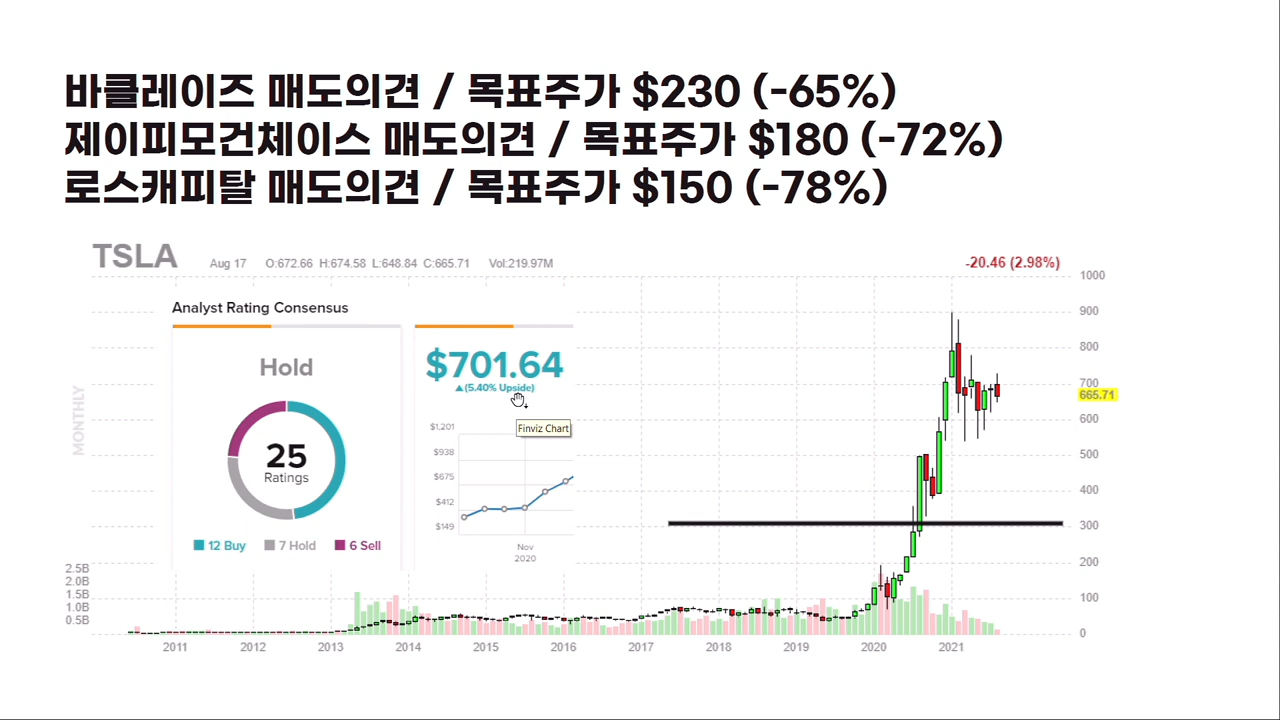 바클레이즈 매도의견 / 목표주가 $230 (-65%)
제이피모건체이스 매도의견 / 목표주가 $180 (-72%)
로스캐피탈 매도의견 / 목표주가 $150 (-78%)
TSLA Aug 17 O:672.66 H:674.58 L:648.84 C:665.71 Vol:219.97M -20.46 (2.98%)
MONTHLY
Analyst Rating Consensus
Hold
25
Ratings
12 Buy 7 Hold 6 Sell
$701.64
▲(5.40% Upside)
Finviz Chart
$1,201
$938
$675
$412
$149
Nov
2020
1000
900
800
700
665.71
600
500
400
300
200
100
0
2.5B
2.0B
1.5B
1.0B
0.5B
2011 2012 2013 2014 2015 2016 2017 2018 2019 2020 2021